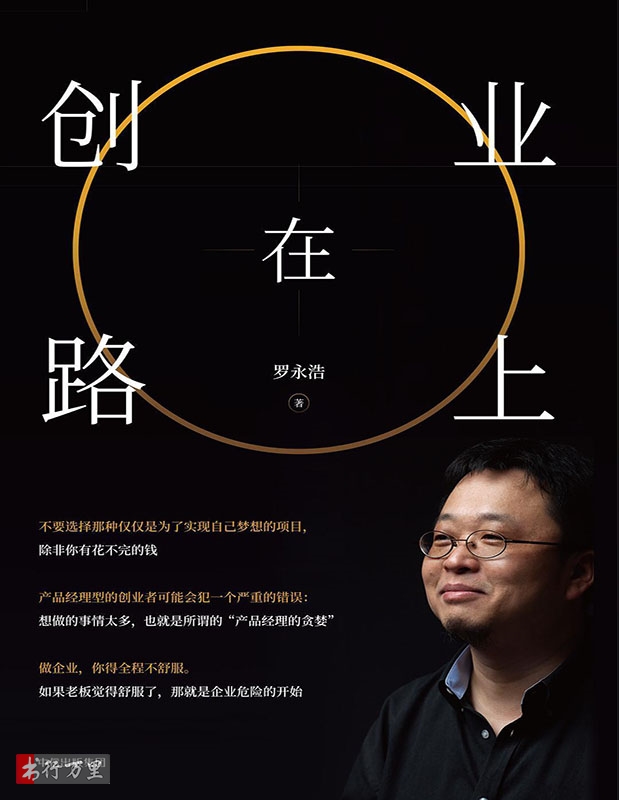 创业
在
路上
罗永浩
著
不要选择那种仅仅是为了实现自己梦想的项目，
除非你有花不完的钱
产品经理型的创业者可能会犯一个严重的错误：
想做的事情太多，也就是所谓的“产品经理的贪婪”
做企业，你得全程不舒服。
如果老板觉得舒服了，那就是企业危险的开始
书行万里